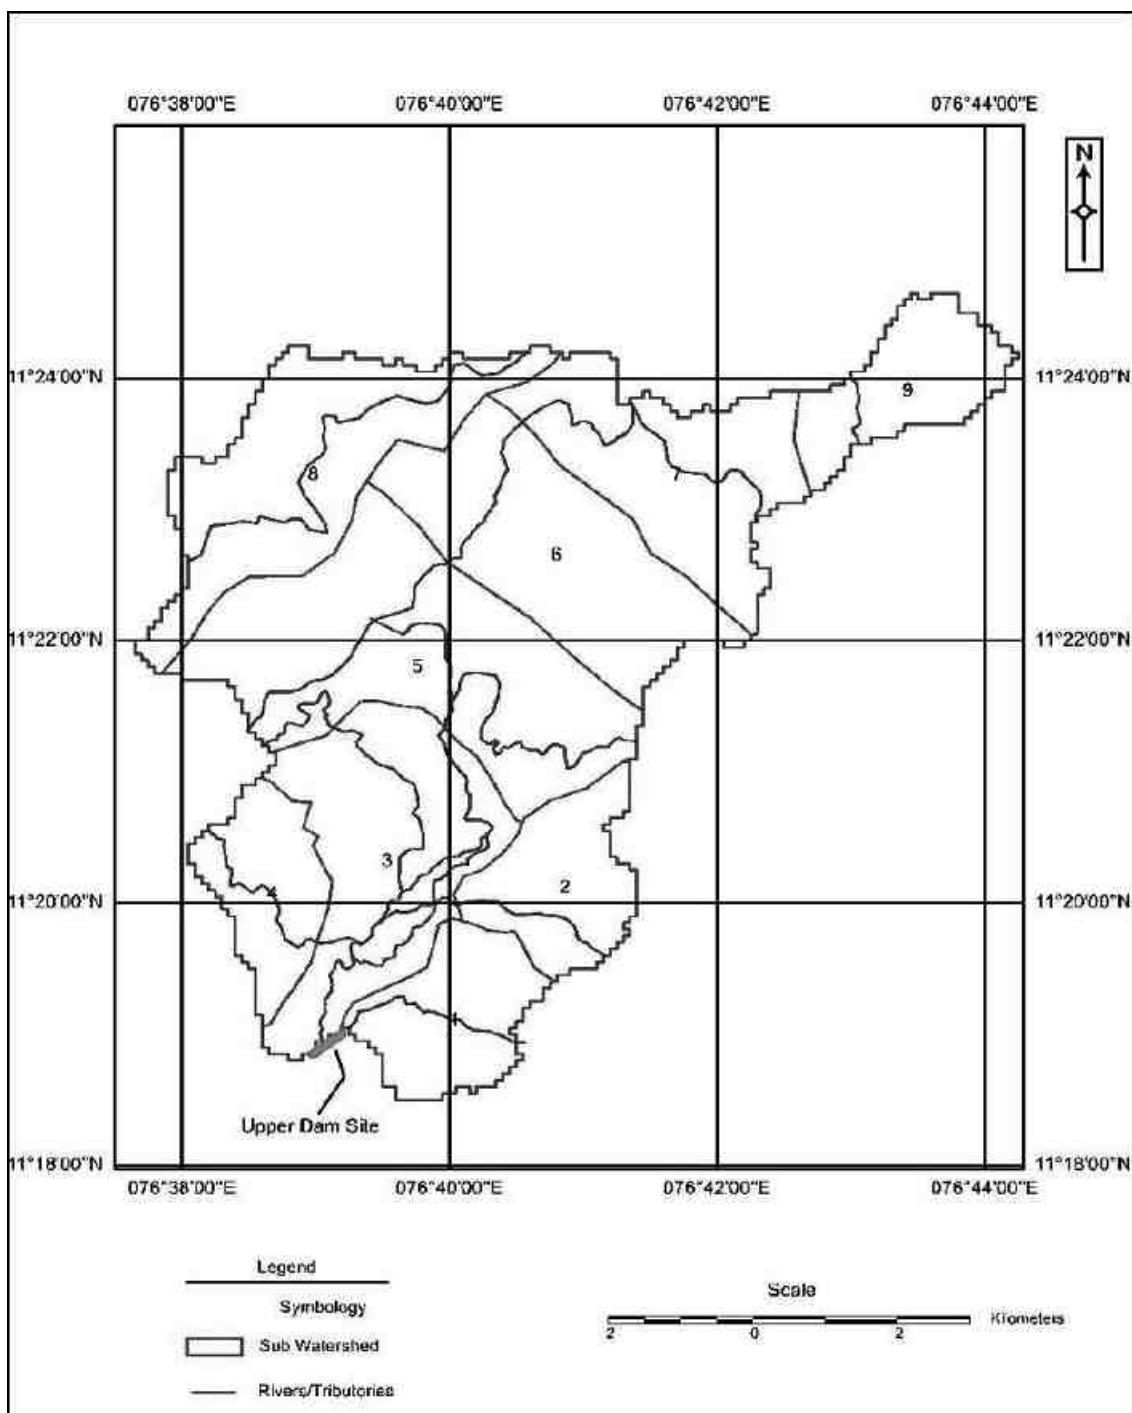 076°38'00"E 076°40'00"E 076°42'00"E 076°44'00"E
N
11°24'00"N 9 11°24'00"N
8 7
6
11°22'00"N 11°22'00"N
5
3
2
4
11°20'00"N 11°20'00"N
1
Upper Dam Site
11°18'00"N 11°18'00"N
076°38'00"E 076°40'00"E 076°42'00"E 076°44'00"E
Legend
Scale
Symbology
Kilometers
2 0 2
Sub Watershed
Rivers/Tributories